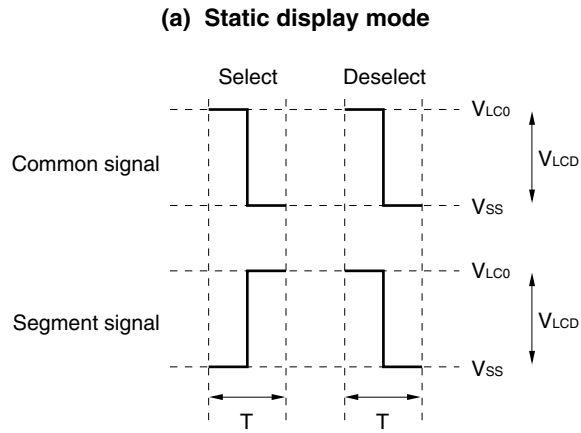 (a) Static display mode
Select Deselect
VLC0
Common signal
VLCD
VSS
VLC0
Segment signal
VLCD
VSS
T T